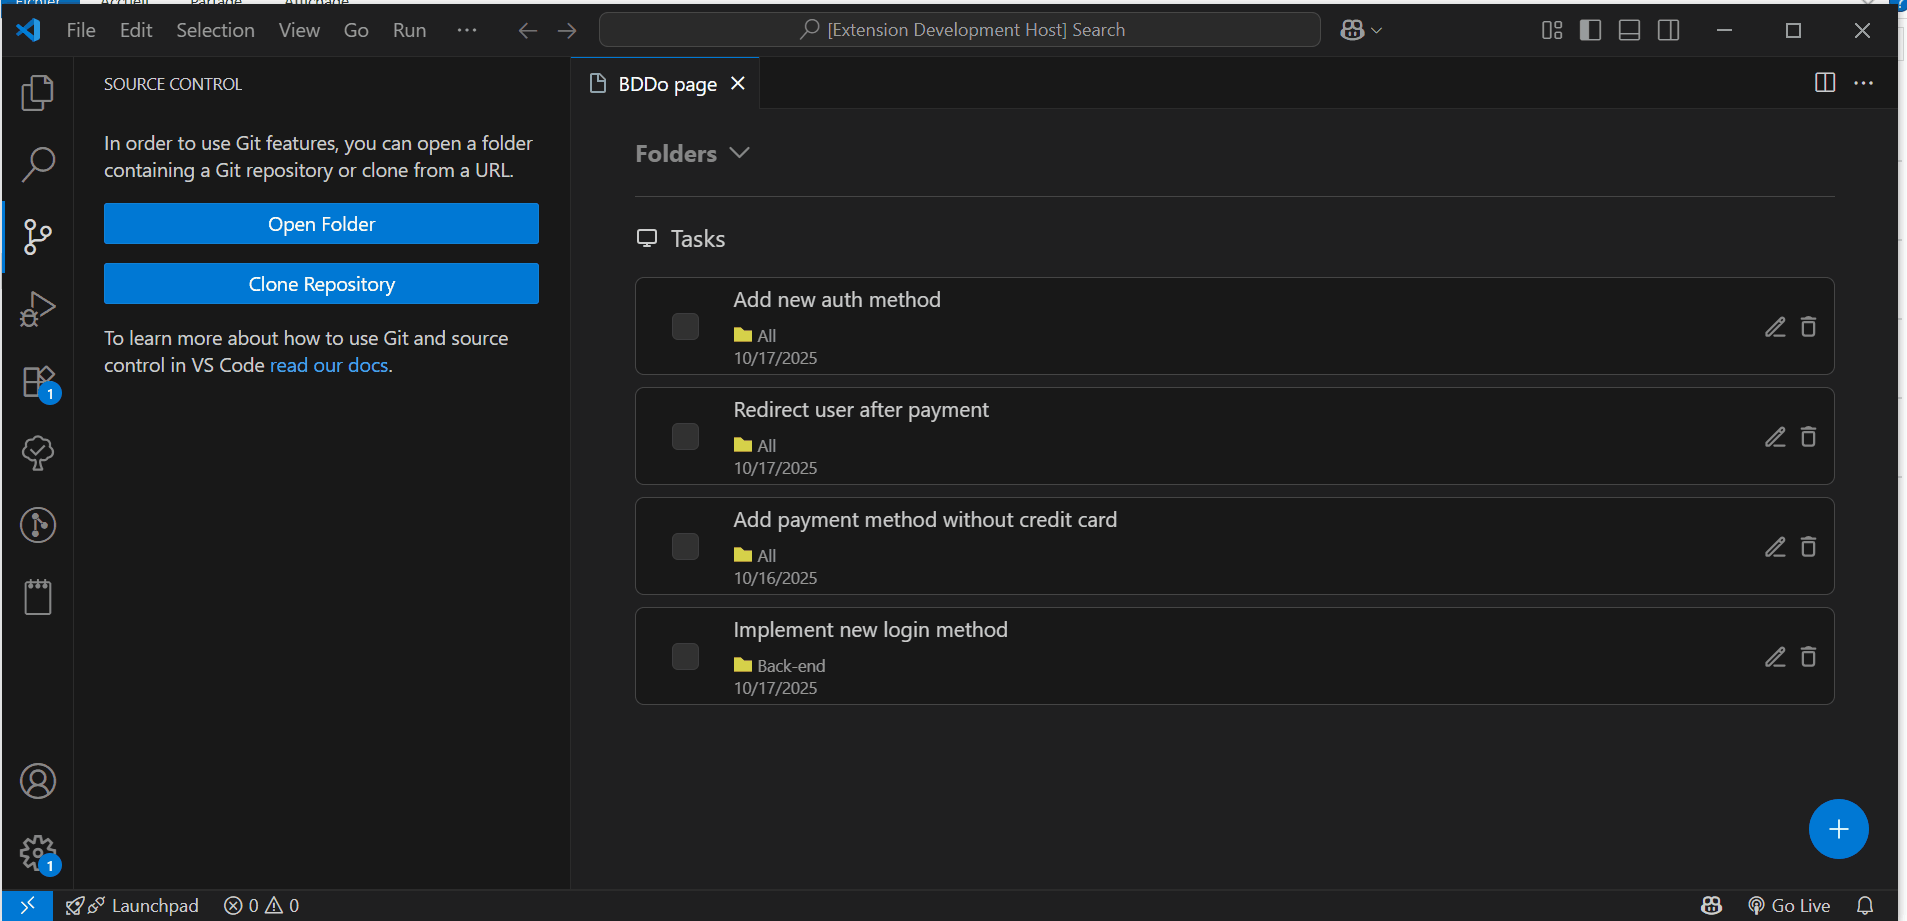 Fichier Accueil Partage Affichage
File Edit Selection View Go Run
[Extension Development Host] Search
SOURCE CONTROL
In order to use Git features, you can open a folder
containing a Git repository or clone from a URL.
Open Folder
Clone Repository
To learn more about how to use Git and source
control in VS Code read our docs.
1
1
BDDo page
Folders
Tasks
Add new auth method
All
10/17/2025
Redirect user after payment
All
10/17/2025
Add payment method without credit card
All
10/16/2025
Implement new login method
Back-end
10/17/2025
Launchpad 0 0
Go Live